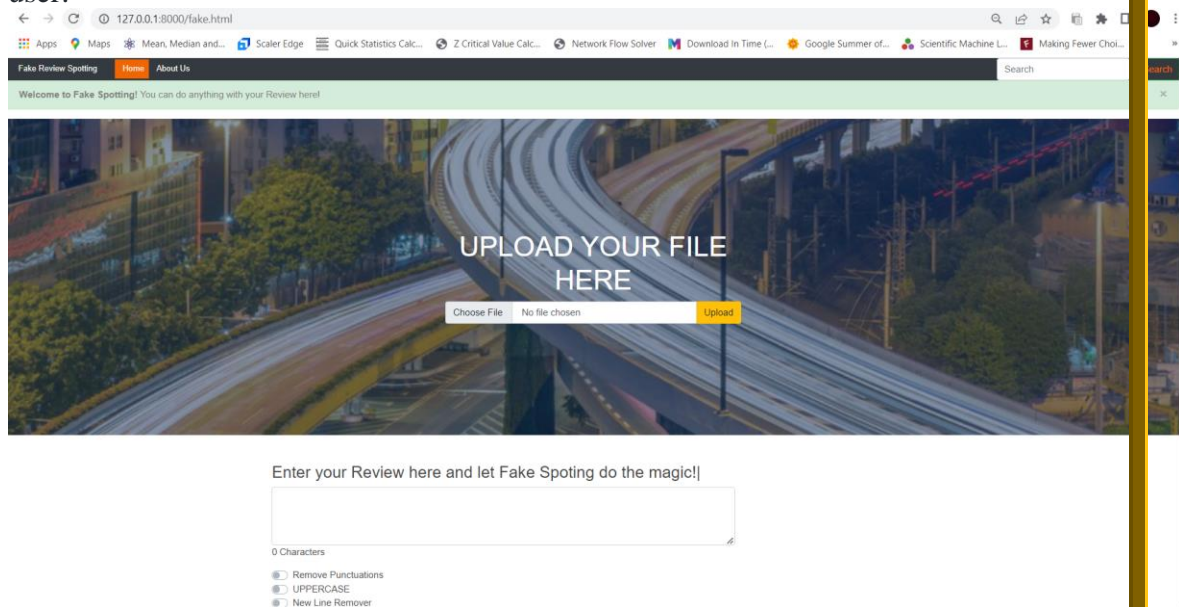 user.
127.0.0.1:8000/fake.html
Apps Maps Mean, Median and... Scaler Edge Quick Statistics Calc... Z Critical Value Calc... Network Flow Solver Download In Time (... Google Summer of... Scientific Machine L... Making Fewer Choi... »
Fake Review Spotting Home About Us Search earch
Welcome to Fake Spotting! You can do anything with your Review here! ×
UPLOAD YOUR FILE
HERE
Choose File No file chosen Upload
Enter your Review here and let Fake Spoting do the magic!|
0 Characters
Remove Punctuations
UPPERCASE
New Line Remover